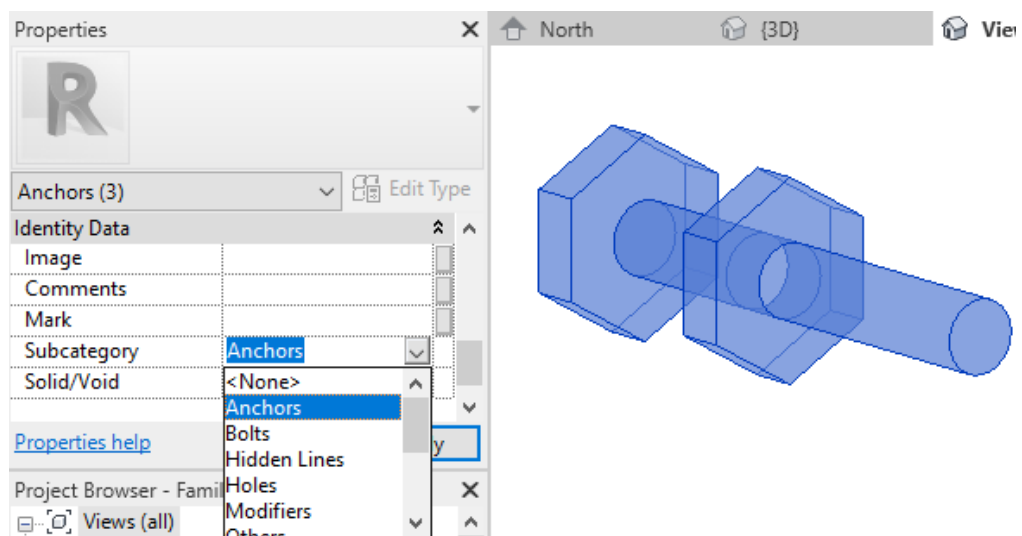 Properties
North
{3D}
View
R
Anchors (3)
Edit Type
Identity Data
Image
Comments
Mark
Subcategory
Anchors
Solid/Void
<None>
Anchors
Bolts
Hidden Lines
Holes
Modifiers
Others
Properties help
y
Project Browser - Famil
Views (all)